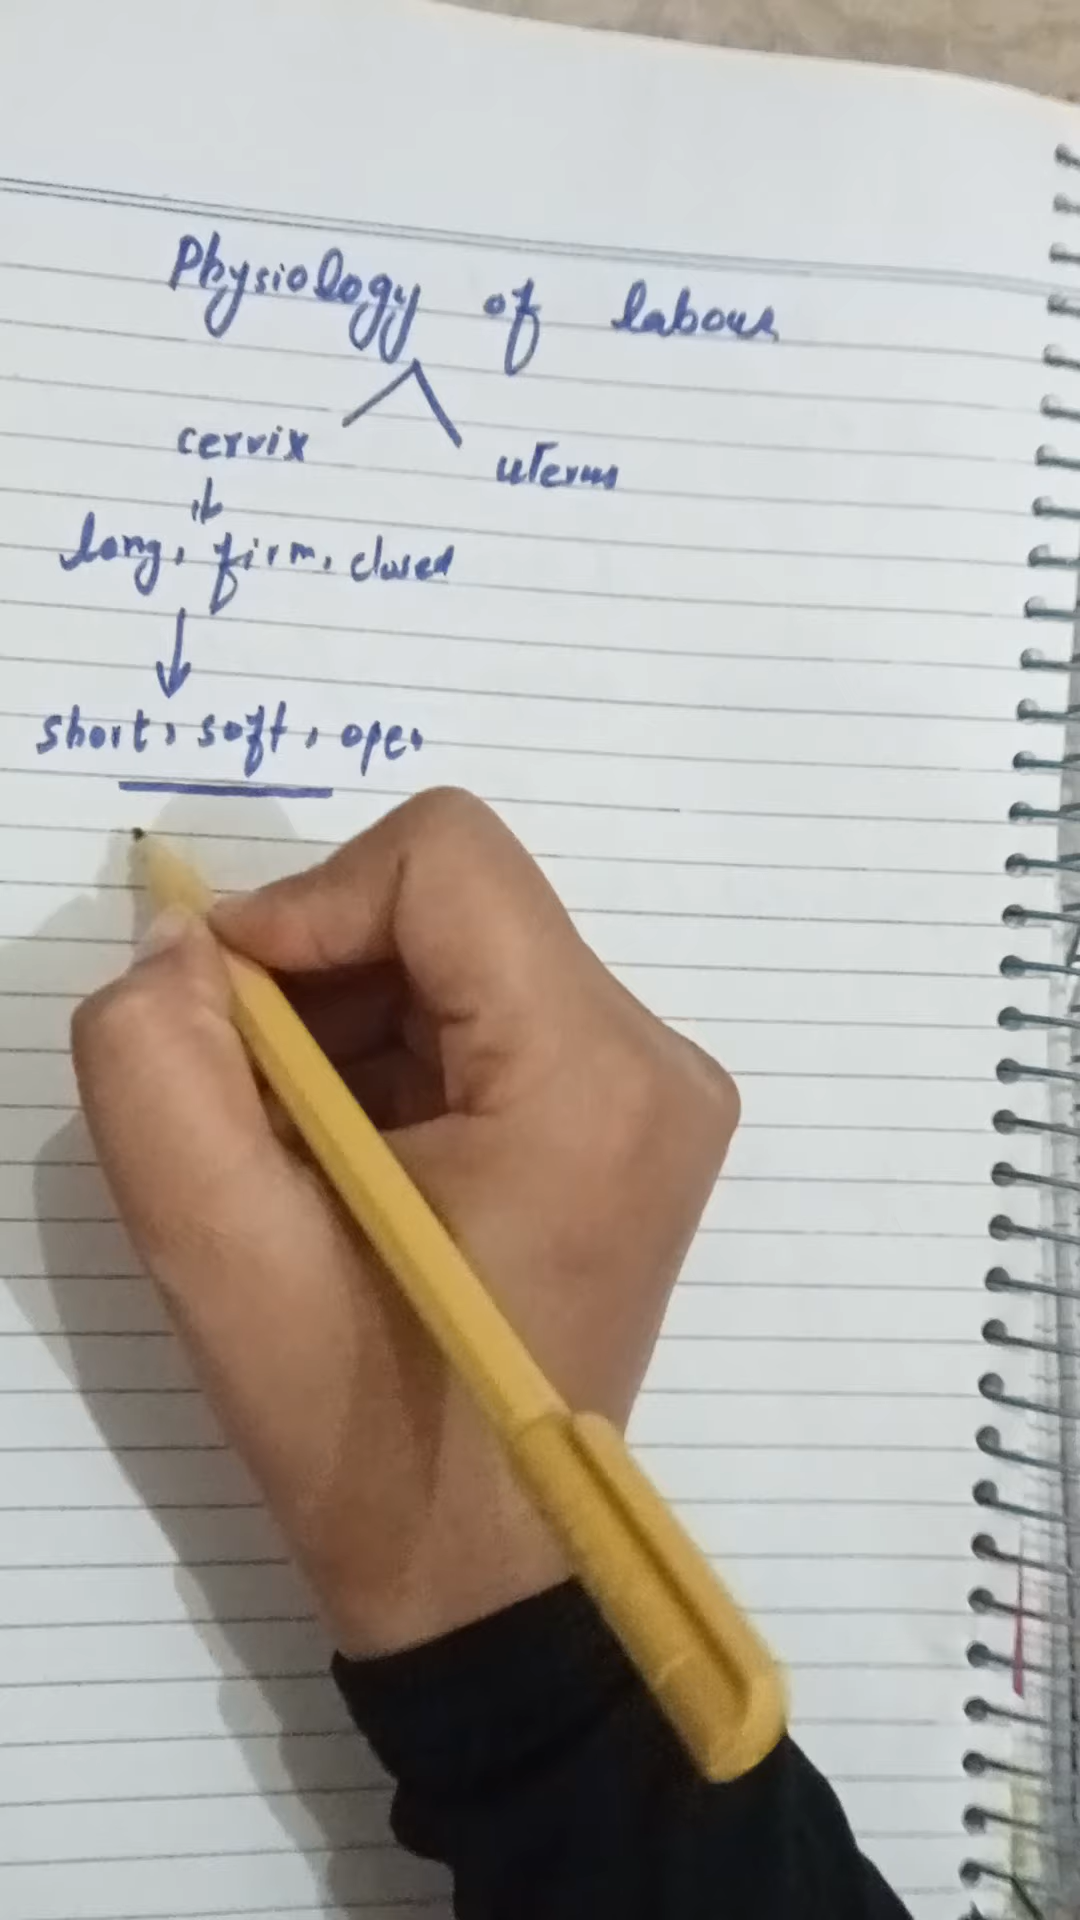 Physiology of labour
cervix uterus
long, firm, closed
short, soft, open